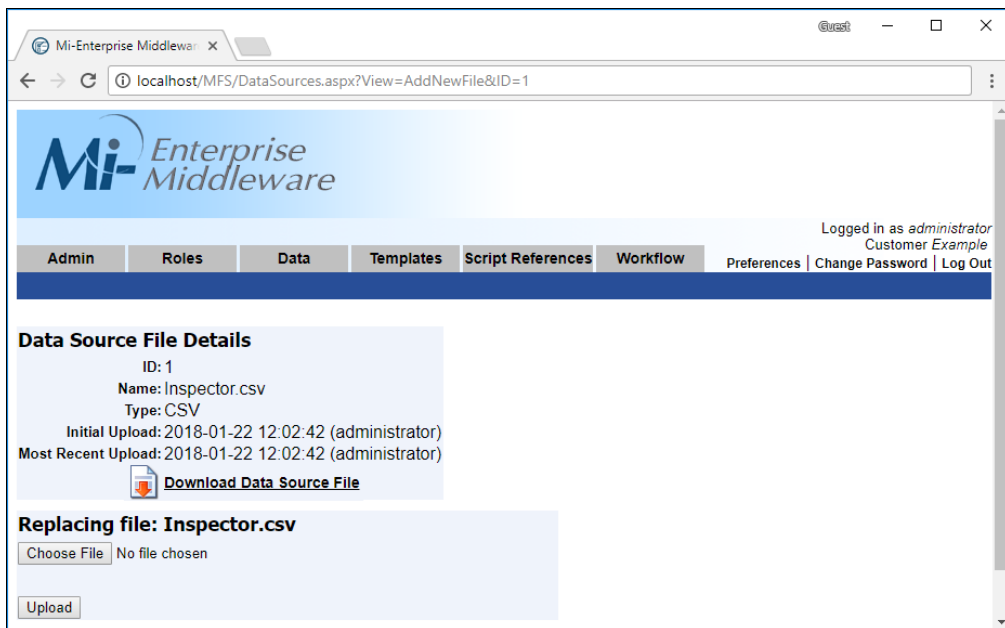 Guest
Mi-Enterprise Middlewar
localhost/MFS/DataSources.aspx?View=AddNewFile&ID=1
Mi- Enterprise Middleware
Logged in as administrator
Customer Example
Admin Roles Data Templates Script References Workflow Preferences | Change Password | Log Out
Data Source File Details
ID: 1
Name: Inspector.csv
Type: CSV
Initial Upload: 2018-01-22 12:02:42 (administrator)
Most Recent Upload: 2018-01-22 12:02:42 (administrator)
Download Data Source File
Replacing file: Inspector.csv
Choose File No file chosen
Upload